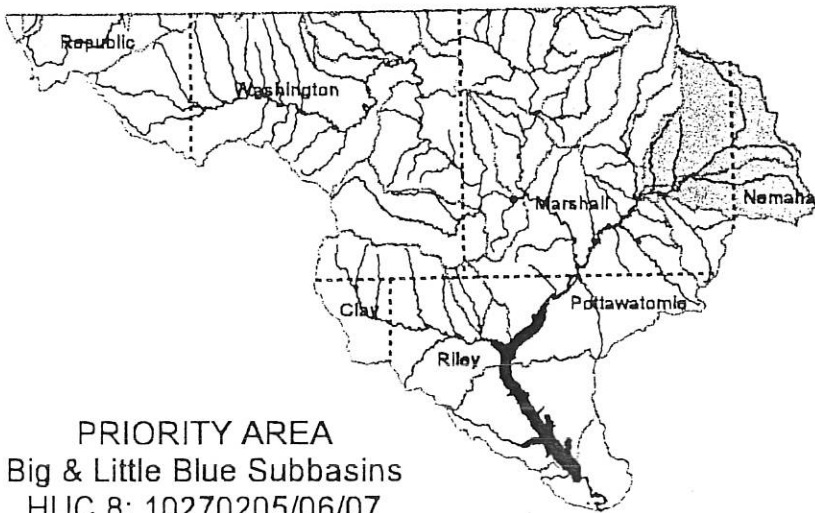 Republic
Washington
Marshall
Nemaha
Clay
Pottawatomie
Riley
PRIORITY AREA
Big & Little Blue Subbasins
HUC 8: 10270205/06/07